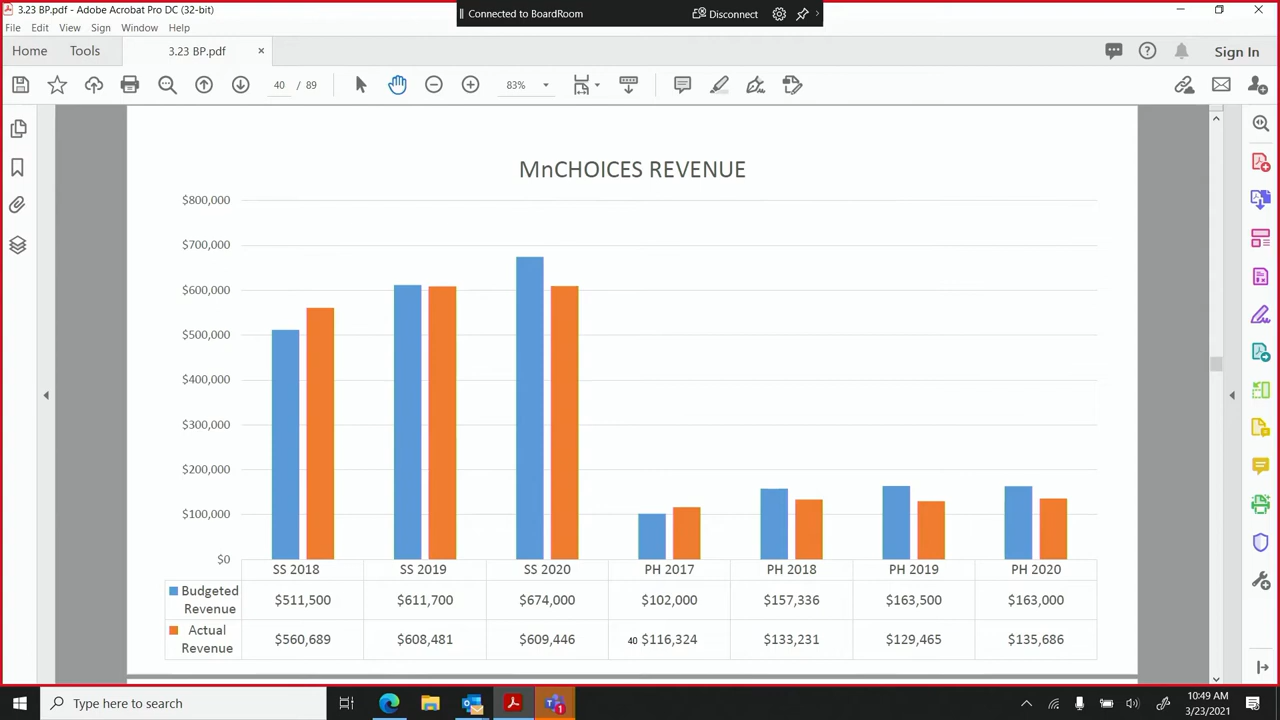 3.23 BP.pdf - Adobe Acrobat Pro DC (32-bit)
Connected to BoardRoom
Disconnect
File Edit View Sign Window Help
Home Tools 3.23 BP.pdf
Sign In
40 / 89
83%
MnCHOICES REVENUE
$800,000
$700,000
$600,000
$500,000
$400,000
$300,000
$200,000
$100,000
$0
SS 2018 SS 2019 SS 2020 PH 2017 PH 2018 PH 2019 PH 2020
Budgeted Revenue $511,500 $611,700 $674,000 $102,000 $157,336 $163,500 $163,000
Actual Revenue $560,689 $608,481 $609,446 40 $116,324 $133,231 $129,465 $135,686
Type here to search
1
10:49 AM
3/23/2021